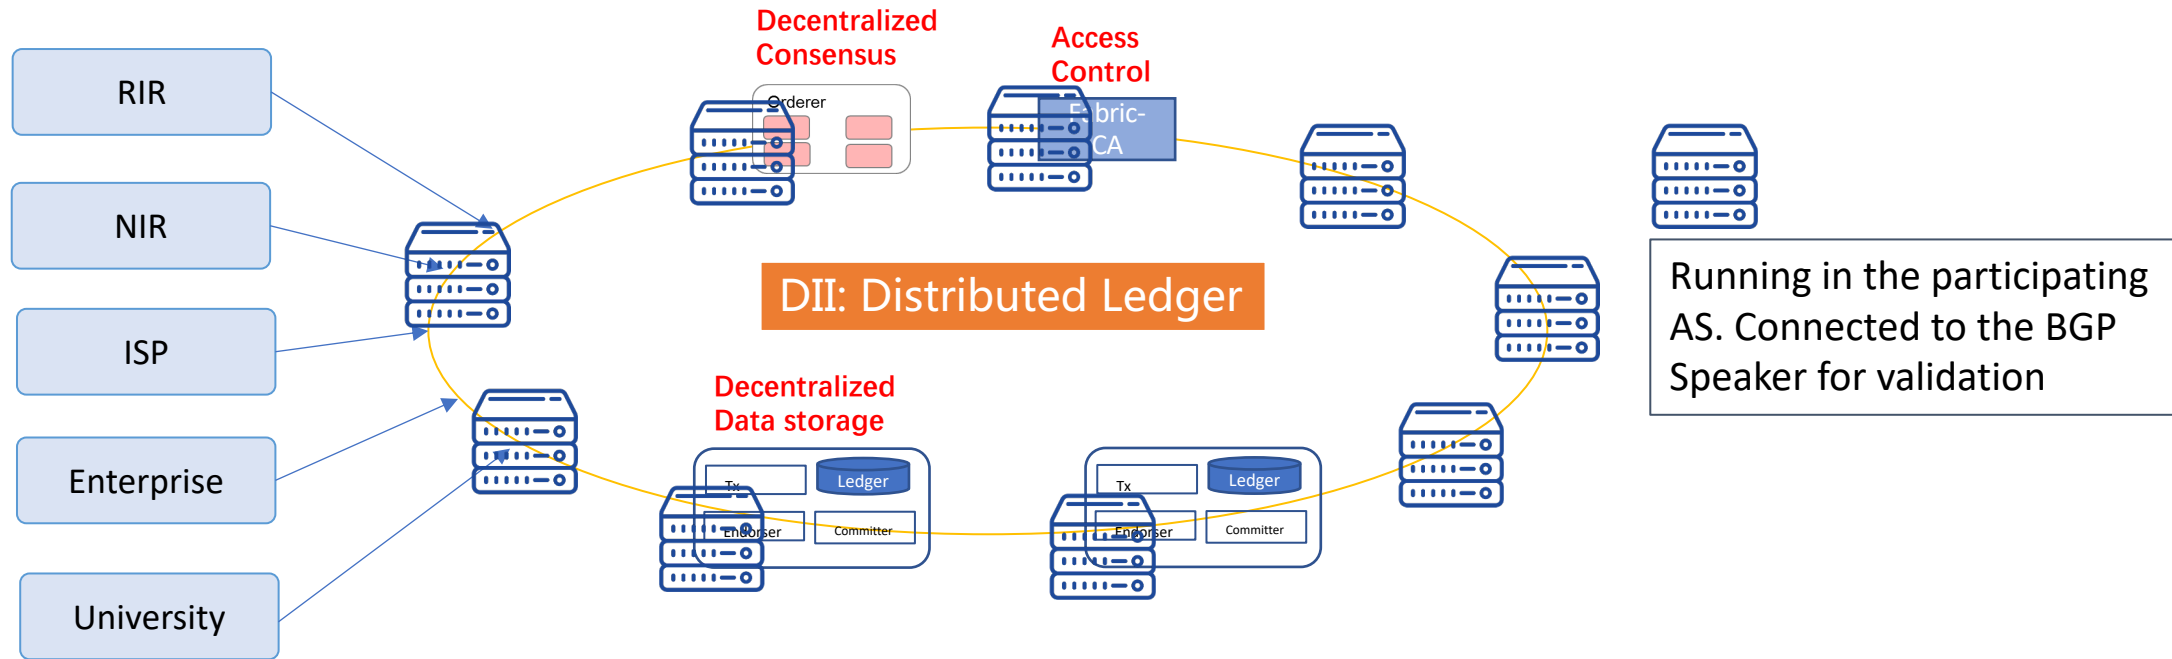 RIR
NIR
ISP
Enterprise
University
Decentralized
Consensus
Orderer
Access
Control
Fabric-
CA
DII: Distributed Ledger
Decentralized
Data storage
Tx
Ledger
Endorser
Committer
Tx
Ledger
Endorser
Committer
Running in the participating
AS. Connected to the BGP
Speaker for validation